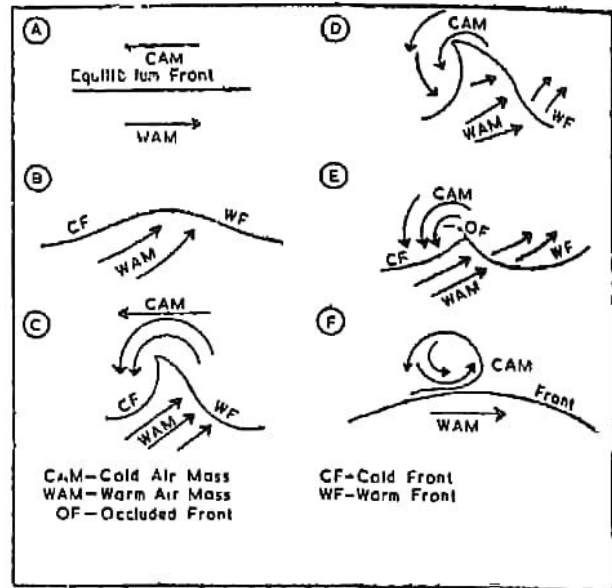 A
CAM
Equilibrium Front
WAM
B
CF
WF
WAM
C
CAM
CF
WAM
WF
D
CAM
WAM
WF
E
CAM
OF
CF
WAM
WF
F
CAM
Front
WAM
CAM-Cold Air Mass
WAM-Warm Air Mass
OF-Occluded Front
CF-Cold Front
WF-Warm Front